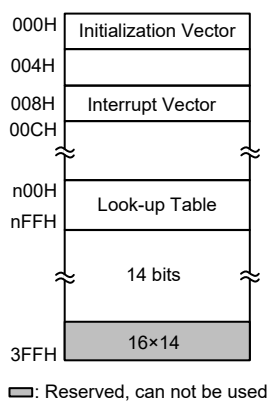 000H
Initialization Vector
004H
008H
Interrupt Vector
00CH
n00H
Look-up Table
nFFH
14 bits
16×14
3FFH
: Reserved, can not be used